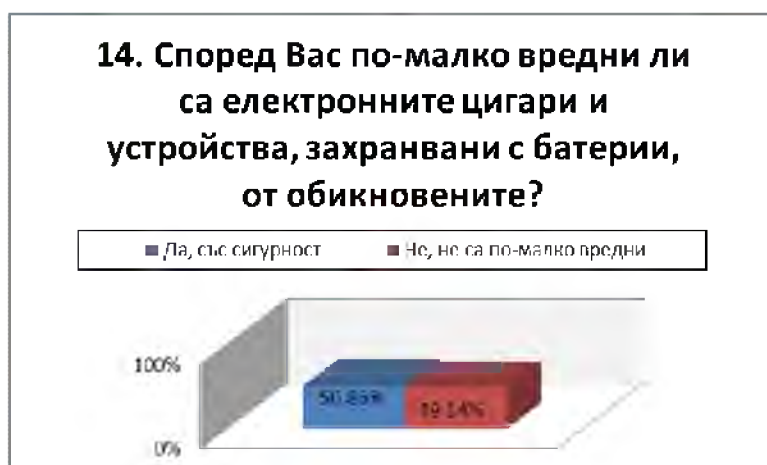 14. Според Вас по-малко вредни ли
са електронните цигари и
устройства, захранвани с батерии,
от обикновените?
Да, със сигурност Не, не са по-малко вредни
100%
0%